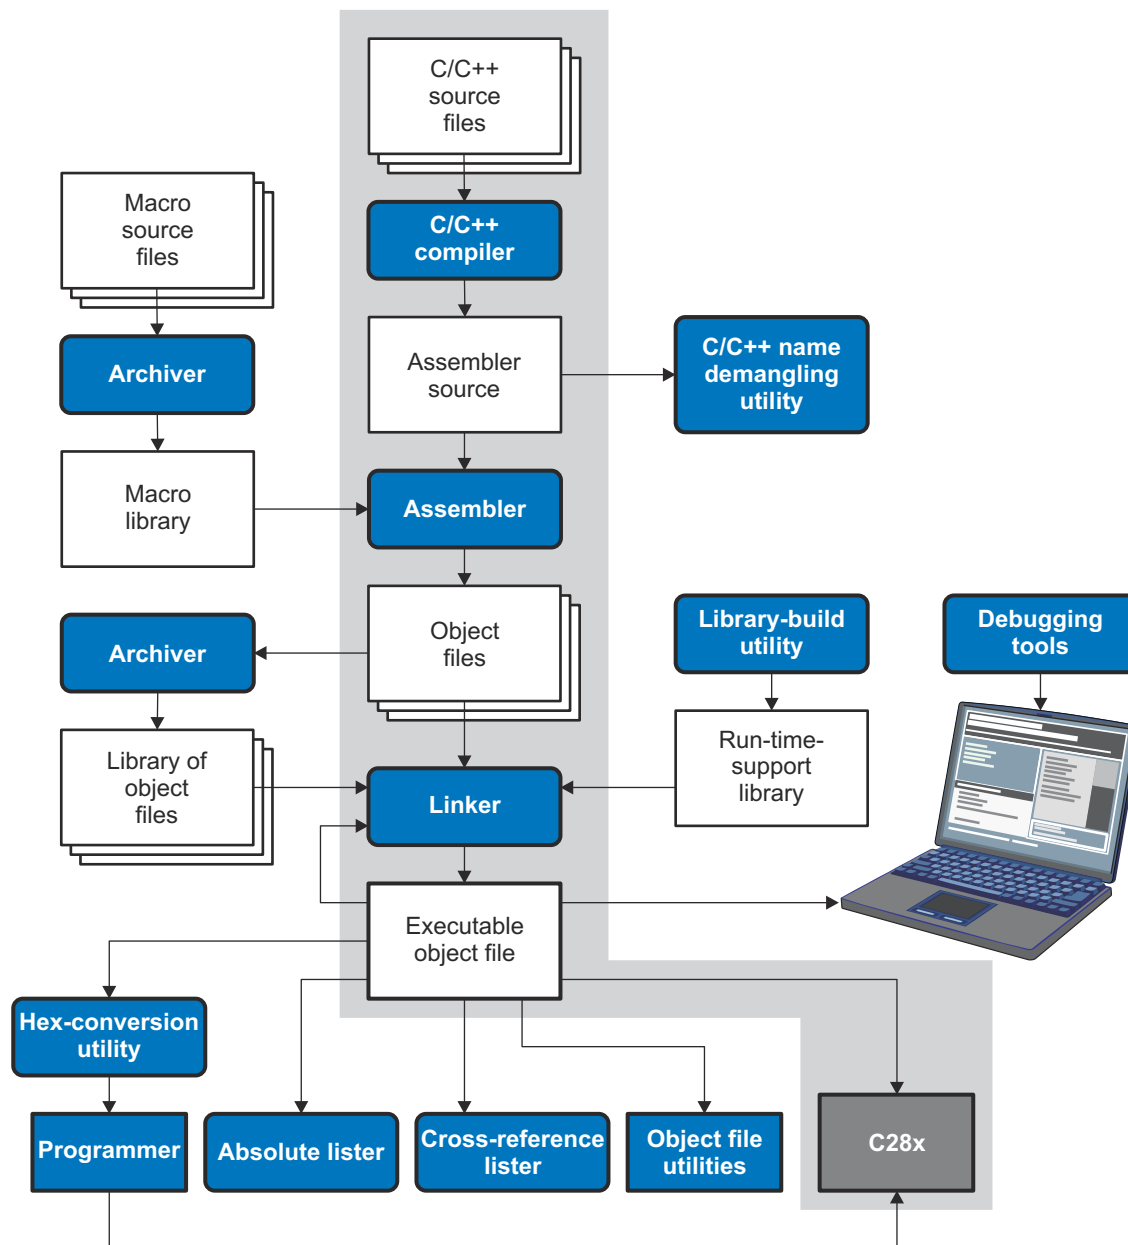 C/C++
source
files
Macro
source
files
C/C++
compiler
Archiver
Assembler
source
C/C++ name
demangling
utility
Macro
library
Assembler
Archiver
Object
files
Library-build
utility
Debugging
tools
Library of
object
files
Linker
Run-time-
support
library
Executable
object file
Hex-conversion
utility
Programmer
Absolute lister
Cross-reference
lister
Object file
utilities
C28x